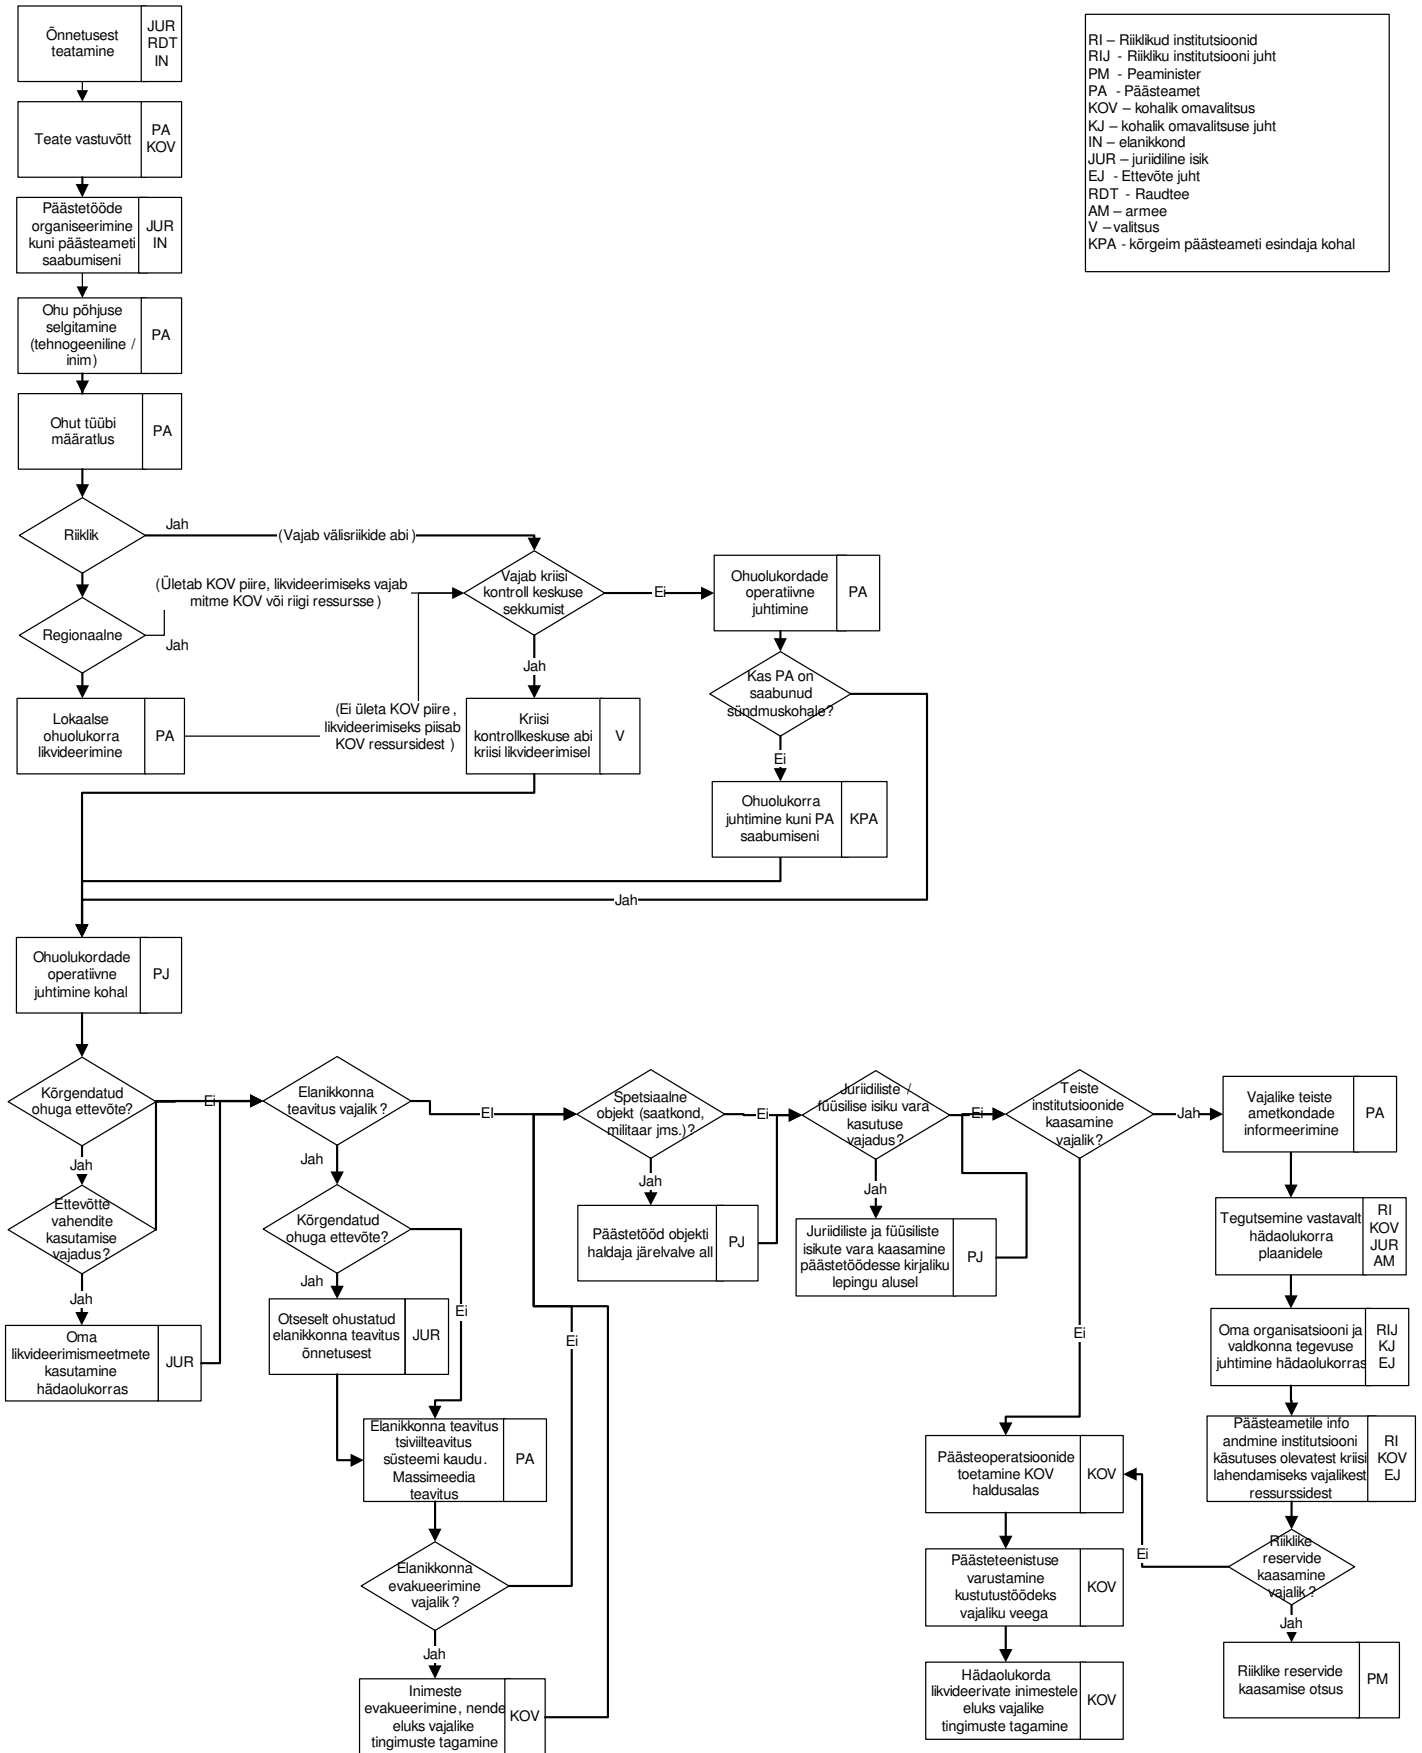 Õnnetusest
teatamine
JUR
RDT
IN
RI – Riiklikud institutsioonid
RIJ - Riikliku institutsiooni juht
PM - Peaminister
PA - Päästeamet
KOV – kohalik omavalitsus
KJ – kohalik omavalitsuse juht
IN – elanikkond
JUR – juriidiline isik
EJ - Ettevõte juht
RDT - Raudtee
AM – armee
V – valitsus
KPA - kõrgeim päästeameti esindaja kohal
Teate vastuvõtt
PA
KOV
Päästetööde
organiseerimine
kuni päästeameti
saabumiseni
JUR
IN
Ohu põhjuse
selgitamine
(tehnogeeniline /
inim)
PA
Ohut tüübi
määratlus
PA
Riiklik
Jah
(Vajab välisriikide abi)
Vajab kriisi
kontroll keskuse
sekkumist
Ei
Jah
Ohuolukordade
operatiivne
juhtimine
PA
(Ületab KOV piire, likvideerimiseks vajab
mitme KOV või riigi ressursse)
Regionaalne
Jah
Kas PA on
saabunud
sündmuskohale?
Ei
Lokaalse
ohuolukorra
likvideerimine
PA
(Ei ületa KOV piire,
likvideerimiseks piisab
KOV ressursidest)
Kriisi
kontrollkeskuse abi
kriisi likvideerimisel
V
Ohuolukorra
juhtimine kuni PA
saabumiseni
KPA
Jah
Ohuolukordade
operatiivne
juhtimine kohal
PJ
Kõrgendatud
ohuga ettevõte?
Ei
Jah
Elanikkonna
teavitus vajalik?
EI
Jah
Spetsiaalne
objekt (saatkond,
militaar jms.)?
Ei
Jah
Juriidiliste /
füüsilise isiku vara
kasutuse
vajadus?
Ei
Jah
Teiste
institutsioonide
kaasamine
vajalik?
Jah
Ei
Vajalike teiste
ametkondade
informeerimine
PA
Ettevõtte
vahendite
kasutamise
vajadus?
Jah
Kõrgendatud
ohuga ettevõte?
Jah
Ei
Päästetööd objekti
haldaja järelvalve all
PJ
Juriidiliste ja füüsiliste
isikute vara kaasamine
päästetöödesse kirjaliku
lepingu alusel
PJ
Tegutsemine vastavalt
hädaolukorra
plaanidele
RI
KOV
JUR
AM
Oma
likvideerimismeetmete
kasutamine
hädaolukorras
JUR
Otseselt ohustatud
elanikkonna teavitus
õnnetusest
JUR
Ei
Oma organisatsiooni ja
valdkonna tegevuse
juhtimine hädaolukorras
RIJ
KJ
EJ
Elanikkonna teavitus
tsiviilteavitus
süsteemi kaudu.
Massimeedia
teavitus
PA
Päästeoperatsioonide
toetamine KOV
haldusalas
KOV
Päästeametile info
andmine institutsiooni
käsutuses olevatest kriisi
lahendamiseks vajalikest
ressurssidest
RI
KOV
EJ
Elanikkonna
evakueerimine
vajalik?
Jah
Päästeteenistuse
varustamine
kustutustöödeks
vajaliku veega
KOV
Ei
Riiklike
reservide
kaasamine
vajalik?
Jah
Inimeste
evakueerimine, nende
eluks vajalike
tingimuste tagamine
KOV
Hädaolukorda
likvideerivate inimestele
eluks vajalike
tingimuste tagamine
KOV
Riiklike reservide
kaasamise otsus
PM